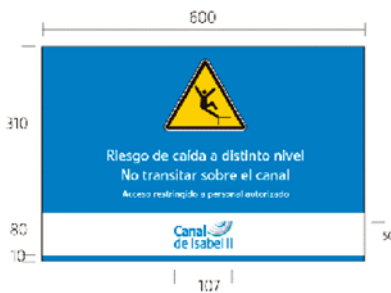 600
310
Riesgo de caída a distinto nivel
No transitar sobre el canal
Acceso restringido a personal autorizado
80
Canal
de Isabel II
10
107